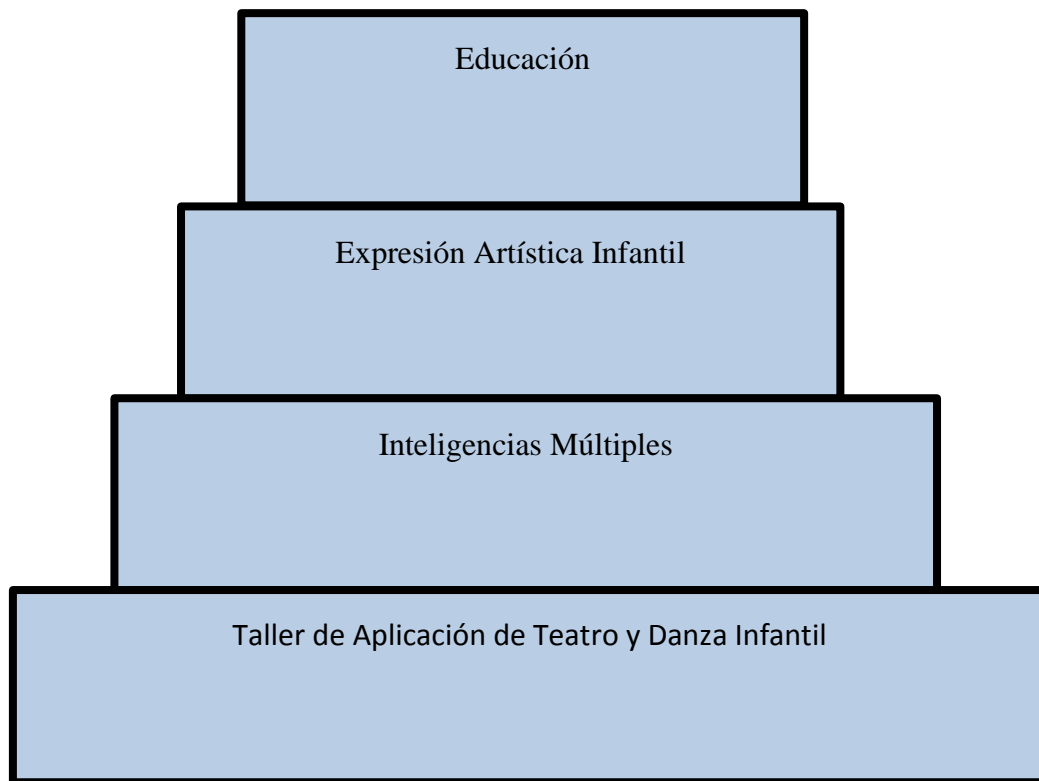 Educación
Expresión Artística Infantil
Inteligencias Múltiples
Taller de Aplicación de Teatro y Danza Infantil